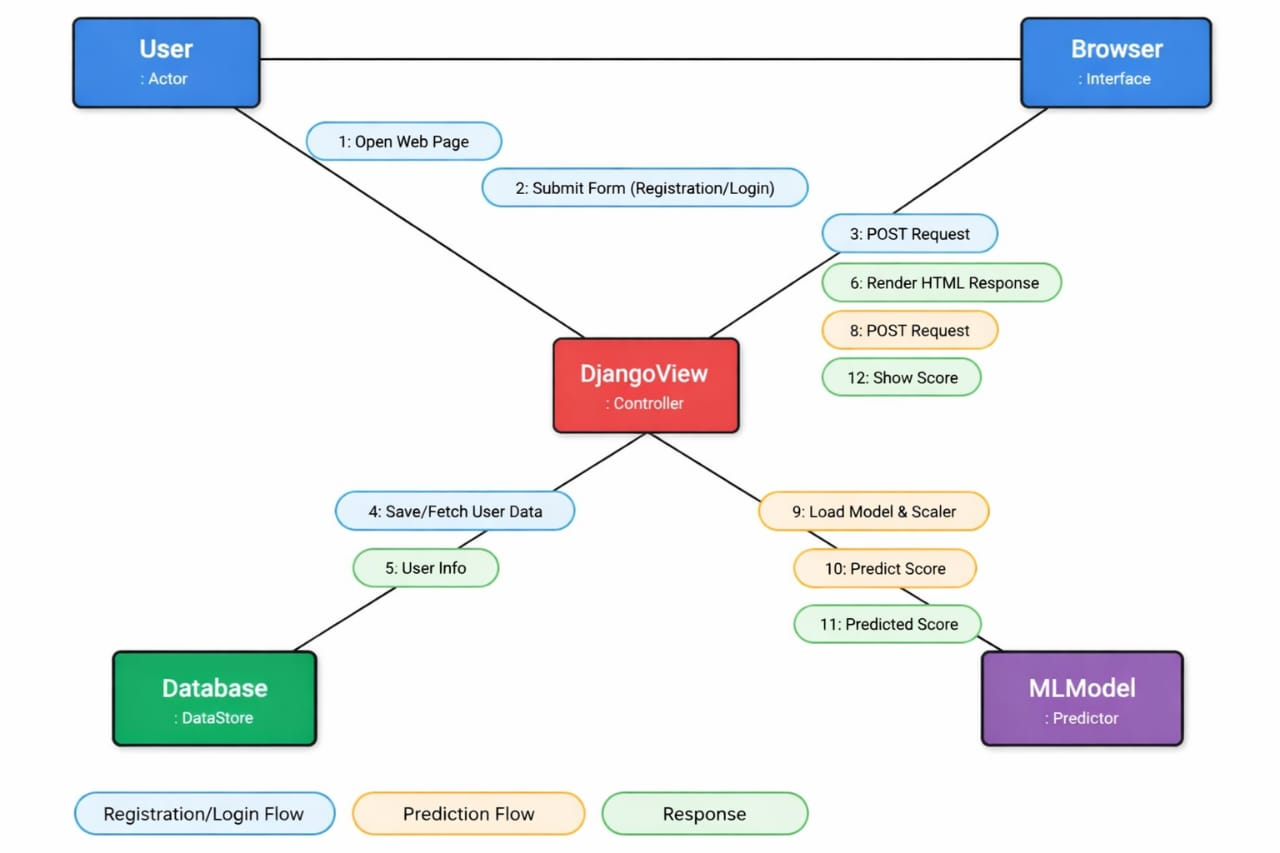 User
: Actor
Browser
: Interface
1: Open Web Page
2: Submit Form (Registration/Login)
3: POST Request
6: Render HTML Response
8: POST Request
12: Show Score
DjangoView
: Controller
4: Save/Fetch User Data
5: User Info
9: Load Model & Scaler
10: Predict Score
11: Predicted Score
Database
: DataStore
MLModel
: Predictor
Registration/Login Flow
Prediction Flow
Response